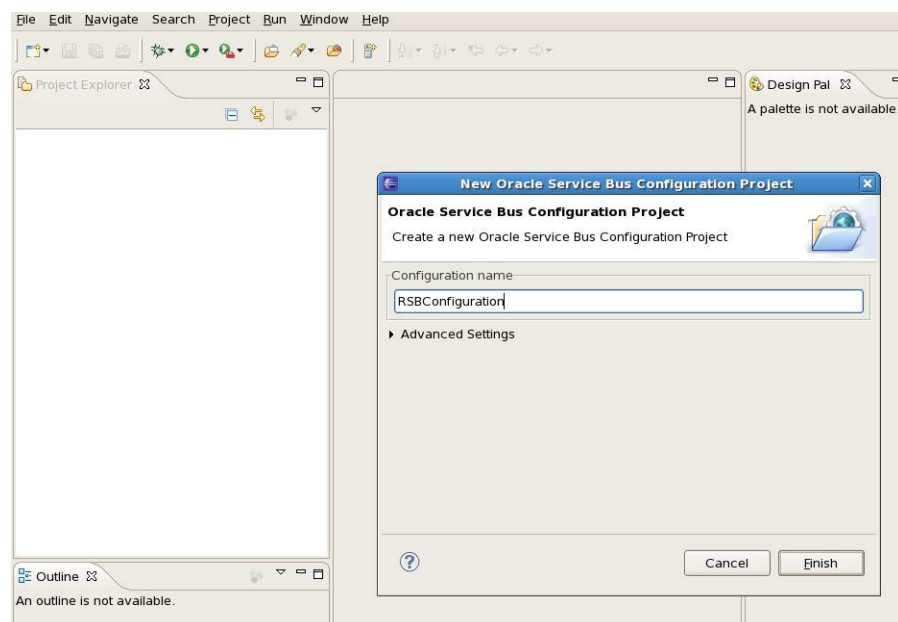 File Edit Navigate Search Project Run Window Help
Project Explorer
Design Pal
A palette is not available
New Oracle Service Bus Configuration Project
Oracle Service Bus Configuration Project
Create a new Oracle Service Bus Configuration Project
Configuration name
RSBConfiguration
Advanced Settings
Cancel
Finish
Outline
An outline is not available.